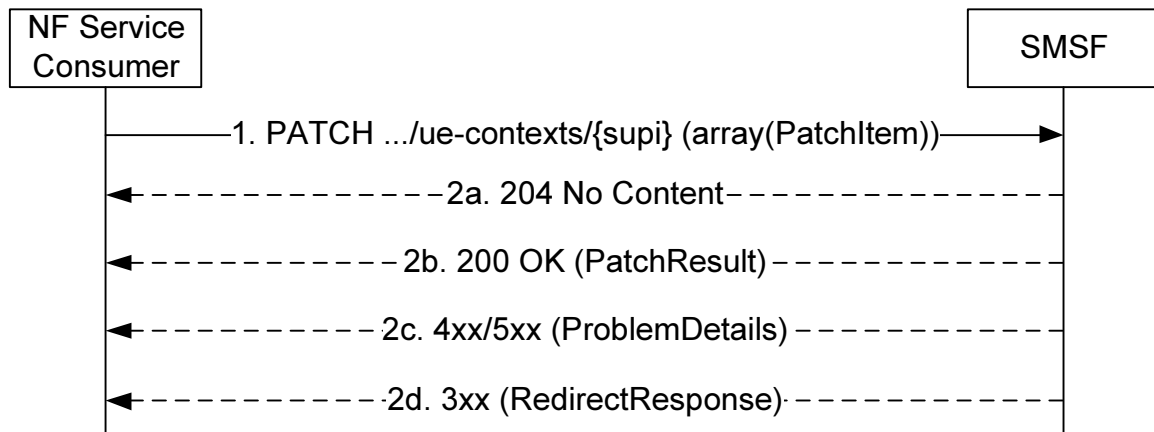 NF Service
Consumer
SMSF
1. PATCH .../ue-contexts/{supi} (array(PatchItem))
2a. 204 No Content
2b. 200 OK (PatchResult)
2c. 4xx/5xx (ProblemDetails)
2d. 3xx (RedirectResponse)